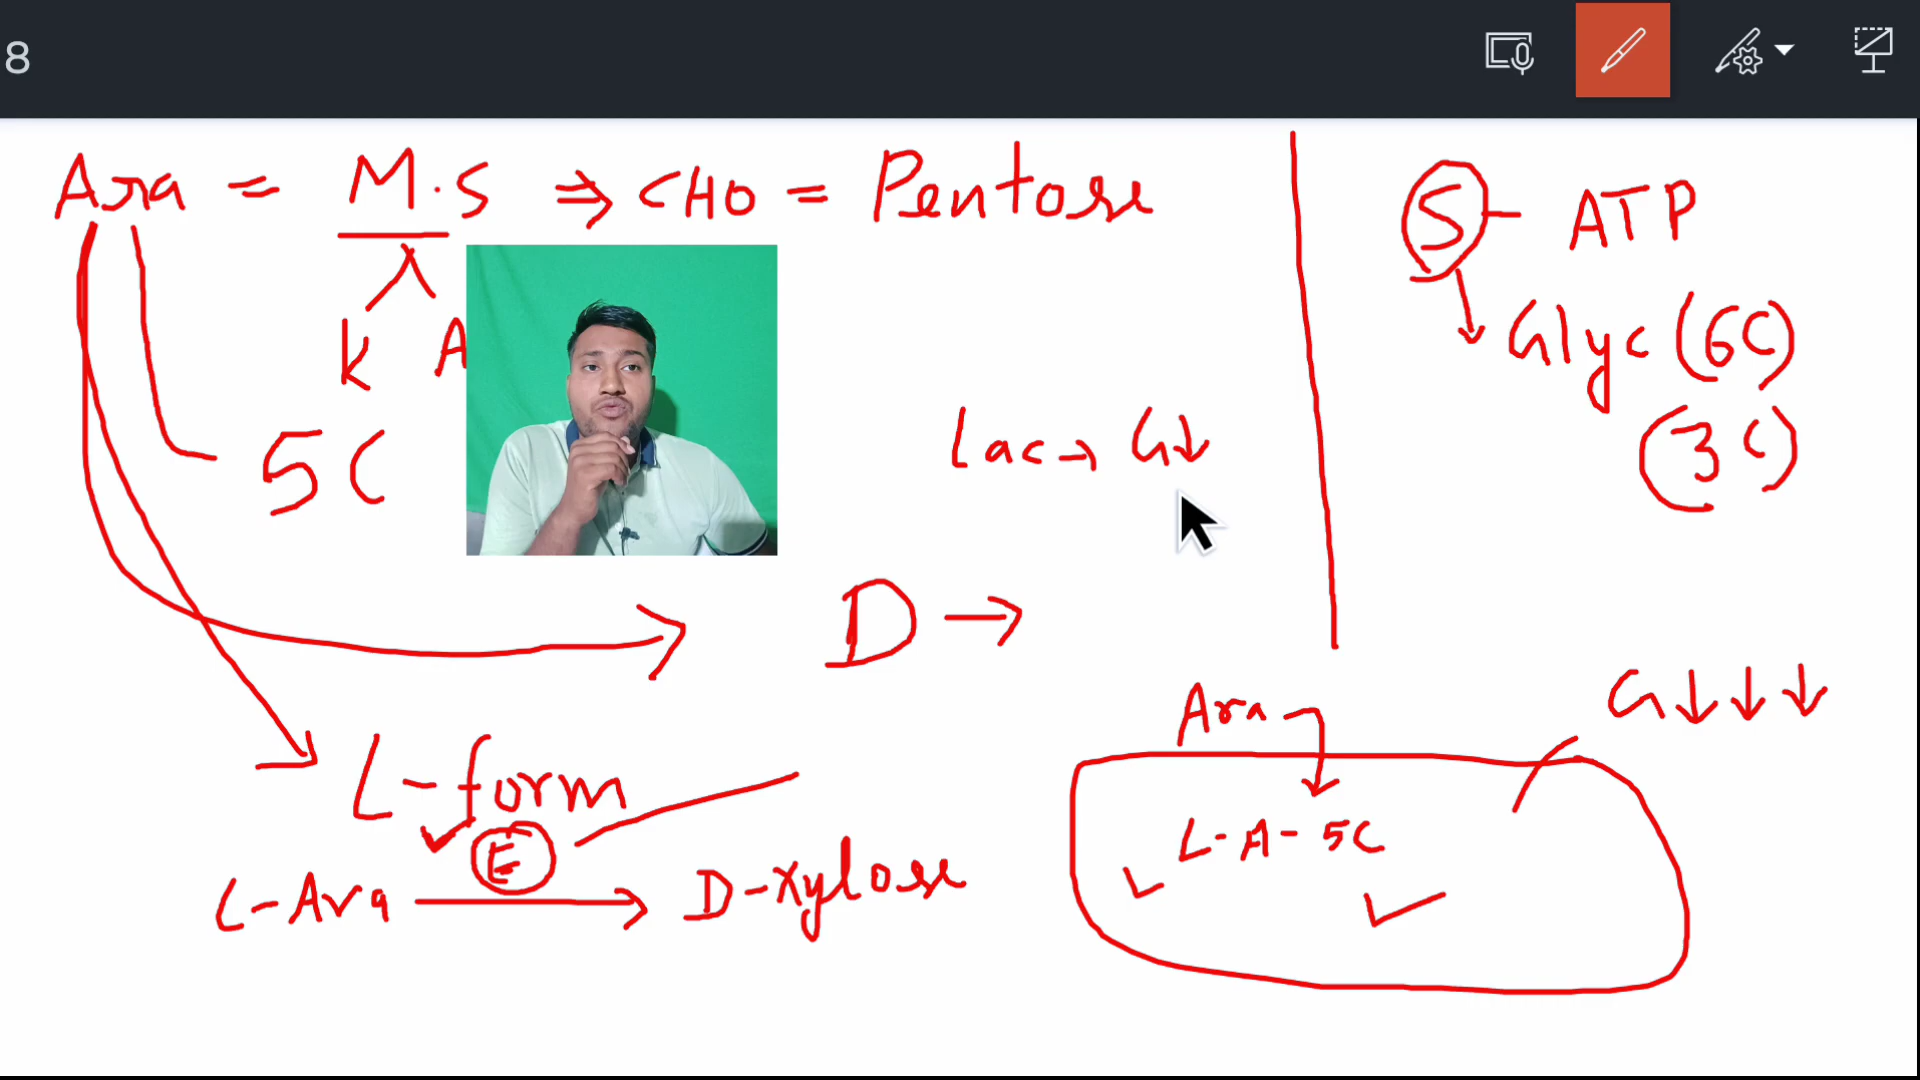 8
Ara = M.S ⇒ CHO = Pentose
K A
5C
Lac → G↓
D →
L-form
E
L-Ara → D-Xylose
S - ATP
Glyc (6C)
(3C)
G↓↓↓
Ara
L-A-5C